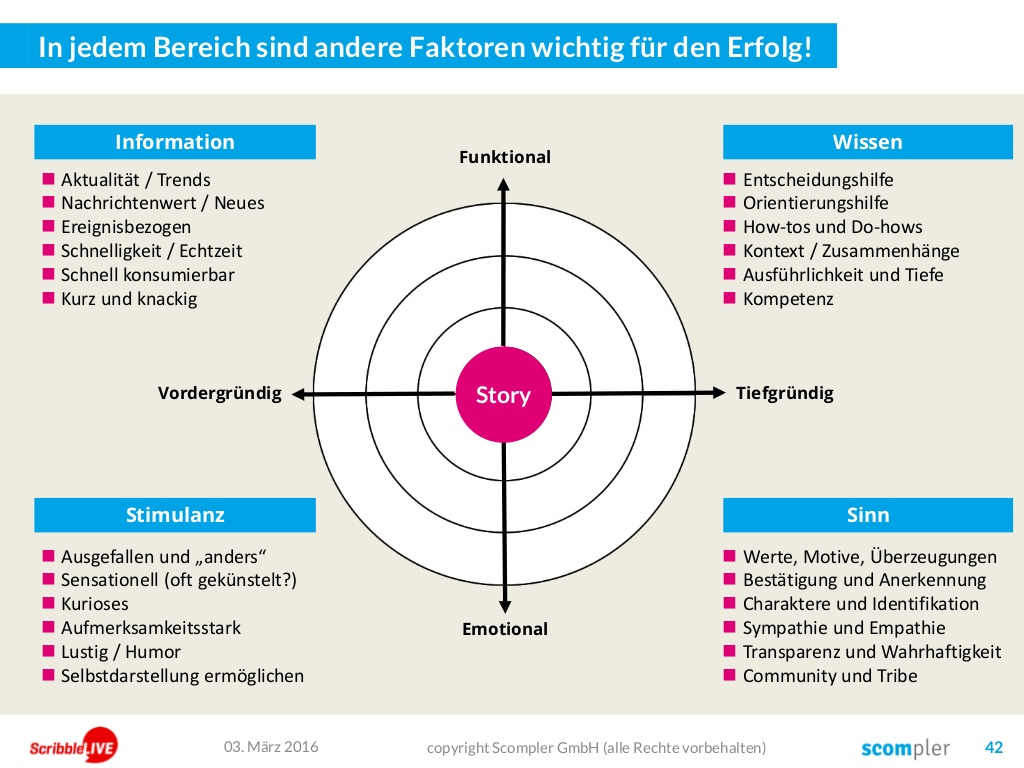 In jedem Bereich sind andere Faktoren wichtig für den Erfolg!
Information
Aktualität / Trends
Nachrichtenwert / Neues
Ereignisbezogen
Schnelligkeit / Echtzeit
Schnell konsumierbar
Kurz und knackig
Funktional
Wissen
Entscheidungshilfe
Orientierungshilfe
How-tos und Do-hows
Kontext / Zusammenhänge
Ausführlichkeit und Tiefe
Kompetenz
Vordergründig
Story
Tiefgründig
Stimulanz
Ausgefallen und „anders“
Sensationell (oft gekünstelt?)
Kurioses
Aufmerksamkeitsstark
Lustig / Humor
Selbstdarstellung ermöglichen
Emotional
Sinn
Werte, Motive, Überzeugungen
Bestätigung und Anerkennung
Charaktere und Identifikation
Sympathie und Empathie
Transparenz und Wahrhaftigkeit
Community und Tribe
ScribbleLIVE
03. März 2016
copyright Scompler GmbH (alle Rechte vorbehalten)
scompler
42